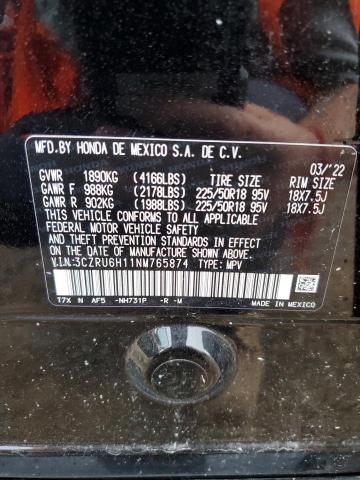 MFD.BY HONDA DE MEXICO S.A. DE C.V.
03/'22
GVWR 1890KG (4166LBS) TIRE SIZE RIM SIZE
GAWR F 988KG (2178LBS) 225/50R18 95V 18X7.5J
GAWR R 902KG (1988LBS) 225/50R18 95V 18X7.5J
THIS VEHICLE CONFORMS TO ALL APPLICABLE
FEDERAL MOTOR VEHICLE SAFETY AND
THEFT PREVENTION STANDARDS IN EFFECT ON THE DATE
OF MANUFACTURE SHOWN ABOVE.
V.I.N:3CZRU6H11NM765874 TYPE: MPV
T7X N AF5 -NH731P -R -M MADE IN MEXICO